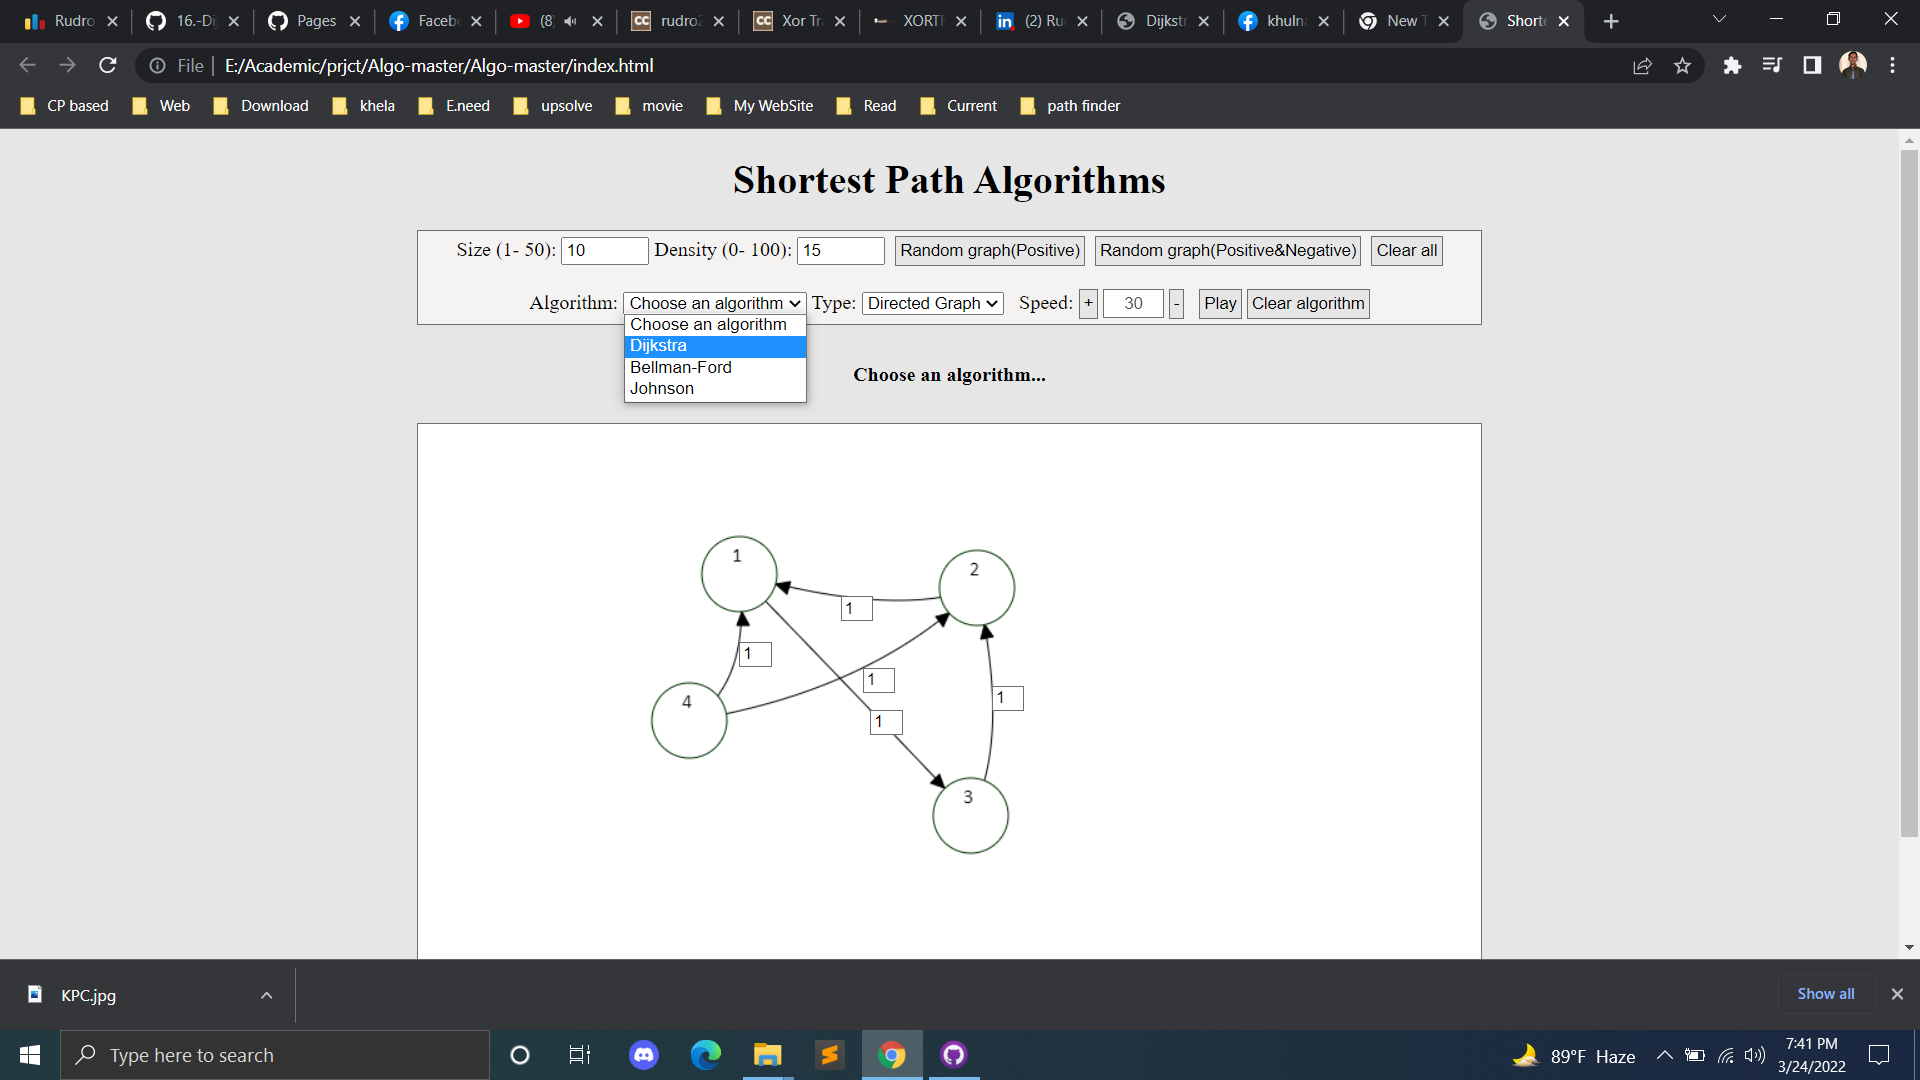 Rudro 16.-Di Pages Faceb (8) rudro Xor Tra XORTF (2) Ru Dijkstr khulna New T Shorte
File E:/Academic/prjct/Algo-master/Algo-master/index.html
CP based Web Download khela E.need upsolve movie My WebSite Read Current path finder
Shortest Path Algorithms
Size (1- 50): 10 Density (0- 100): 15 Random graph(Positive) Random graph(Positive&Negative) Clear all
Algorithm: Choose an algorithm Type: Directed Graph Speed: + 30 - Play Clear algorithm
Choose an algorithm
Dijkstra
Bellman-Ford
Johnson
Choose an algorithm...
1
2
1
1
4
1
1
1
3
KPC.jpg
Show all
Type here to search
89°F Haze
7:41 PM
3/24/2022